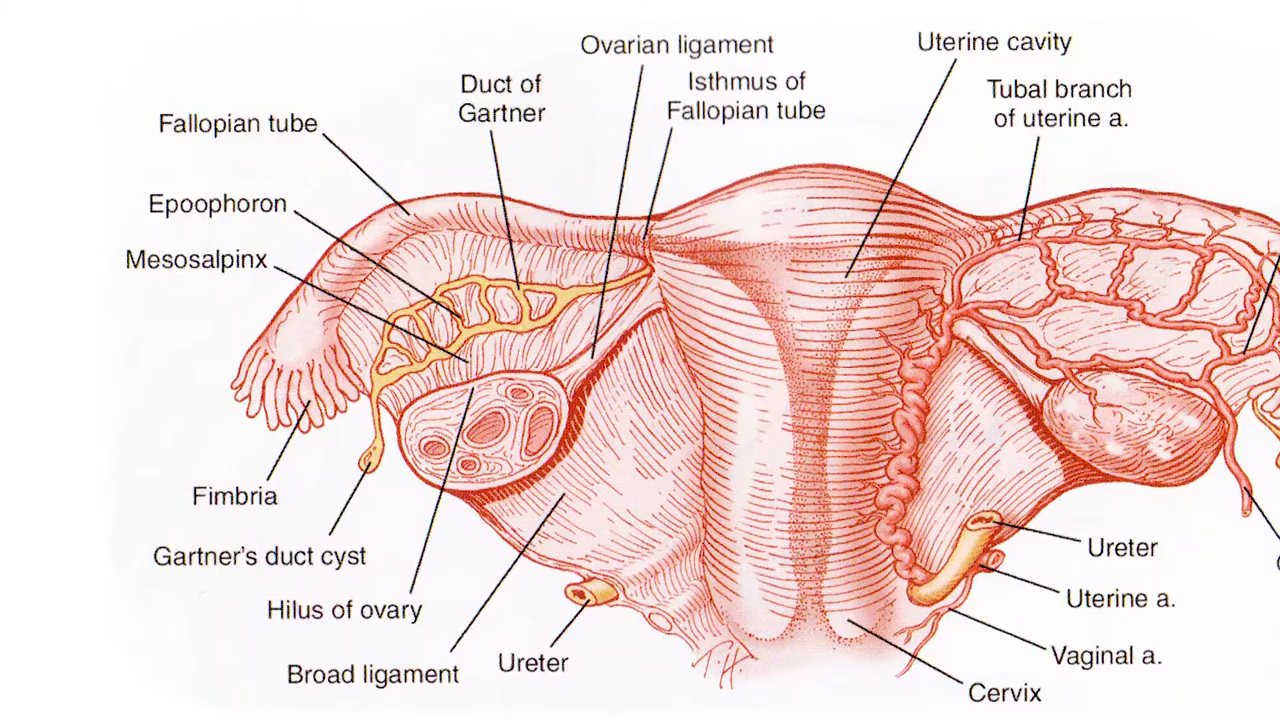 Ovarian ligament
Uterine cavity
Duct of
Gartner
Isthmus of
Fallopian tube
Tubal branch
of uterine a.
Fallopian tube
Epoophoron
Mesosalpinx
Fimbria
Gartner's duct cyst
Hilus of ovary
Broad ligament
Ureter
Ureter
Uterine a.
Vaginal a.
Cervix
T.H.